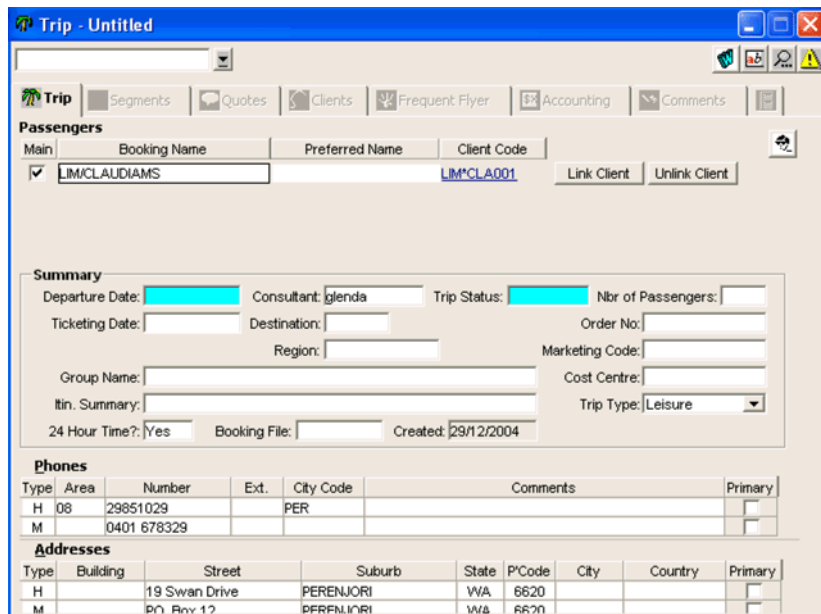 Trip - Untitled
Trip Segments Quotes Clients Frequent Flyer Accounting Comments
Passengers
Main Booking Name Preferred Name Client Code
LIM/CLAUDIAMS LIM*CLA001 Link Client Unlink Client
Summary
Departure Date: Consultant: glenda Trip Status: Nbr of Passengers:
Ticketing Date: Destination: Order No:
Region: Marketing Code:
Group Name: Cost Centre:
Itin. Summary: Trip Type: Leisure
24 Hour Time?: Yes Booking File: Created: 29/12/2004
Phones
Type Area Number Ext. City Code Comments Primary
H 08 29851029 PER
M 0401 678329
Addresses
Type Building Street Suburb State P'Code City Country Primary
H 19 Swan Drive PERENJORI WA 6620
M PO. Box 12 PERENJORI WA 6620